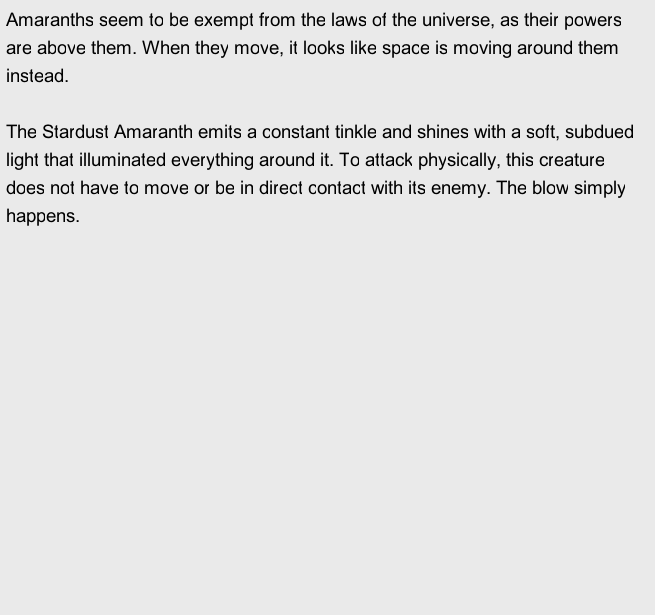 Amaranths seem to be exempt from the laws of the universe, as their powers
are above them. When they move, it looks like space is moving around them
instead.
The Stardust Amaranth emits a constant tinkle and shines with a soft, subdued
light that illuminated everything around it. To attack physically, this creature
does not have to move or be in direct contact with its enemy. The blow simply
happens.